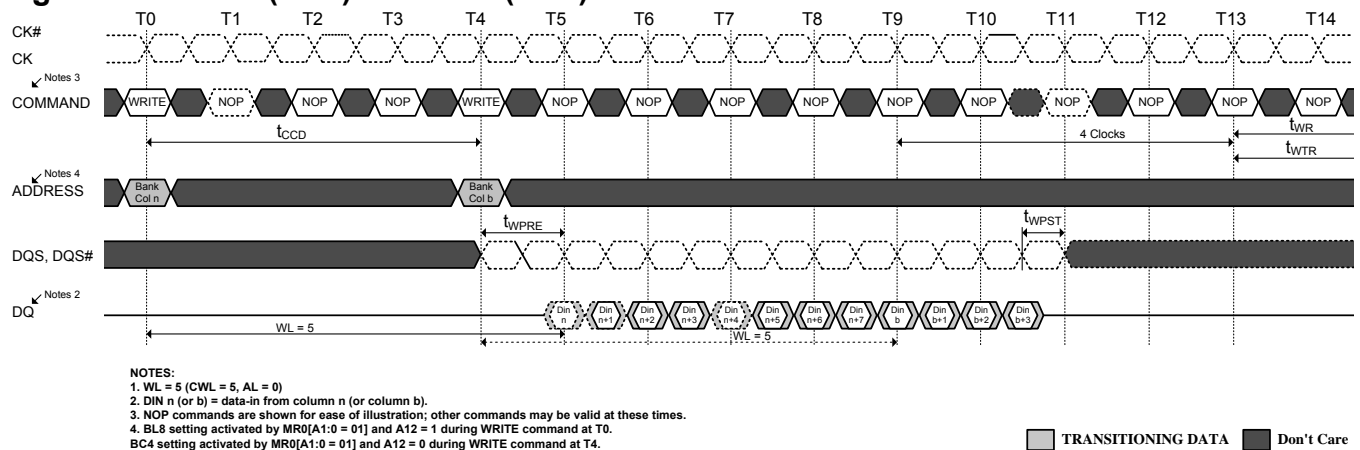 T0 T1 T2 T3 T4 T5 T6 T7 T8 T9 T10 T11 T12 T13 T14
CK#
CK
Notes 3
COMMAND WRITE NOP NOP NOP WRITE NOP NOP NOP NOP NOP NOP NOP NOP NOP NOP
tCCD 4 Clocks tWR
tWTR
Notes 4
ADDRESS
Bank Col n
Bank Col b
tWPRE tWPST
DQS, DQS#
Notes 2
DQ
Din n Din n+1 Din n+2 Din n+3 Din n+4 Din n+5 Din n+6 Din n+7 Din b Din b+1 Din b+2 Din b+3
WL = 5 WL = 5
NOTES:
1. WL = 5 (CWL = 5, AL = 0)
2. DIN n (or b) = data-in from column n (or column b).
3. NOP commands are shown for ease of illustration; other commands may be valid at these times.
4. BL8 setting activated by MR0[A1:0 = 01] and A12 = 1 during WRITE command at T0.
BC4 setting activated by MR0[A1:0 = 01] and A12 = 0 during WRITE command at T4.
TRANSITIONING DATA Don't Care